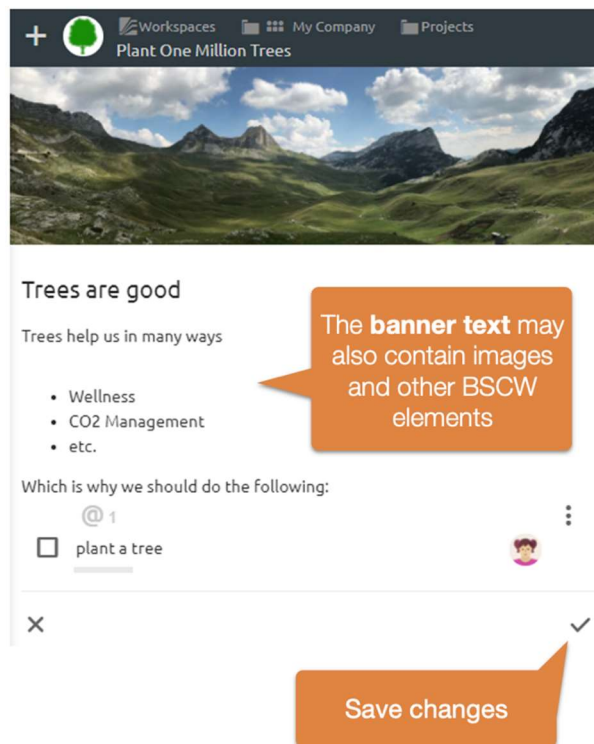 Workspaces My Company Projects
Plant One Million Trees
Trees are good
Trees help us in many ways
The banner text may
also contain images
and other BSCW
elements
• Wellness
• CO2 Management
• etc.
Which is why we should do the following:
@ 1
plant a tree
Save changes